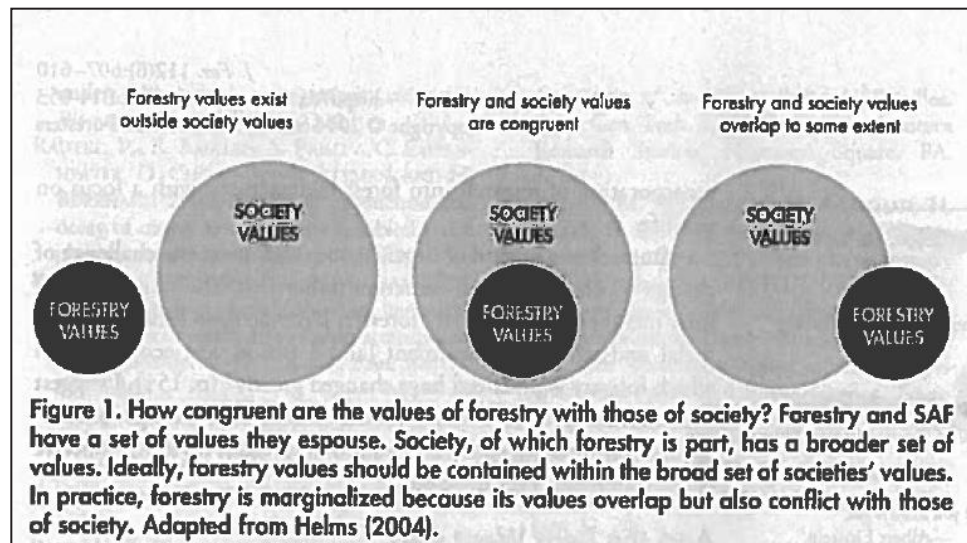 Forestry values exist
outside society values
SOCIETY
VALUES
FORESTRY
VALUES
Forestry and society values
are congruent
SOCIETY
VALUES
FORESTRY
VALUES
Forestry and society values
overlap to some extent
SOCIETY
VALUES
FORESTRY
VALUES
Figure 1. How congruent are the values of forestry with those of society? Forestry and SAF
have a set of values they espouse. Society, of which forestry is part, has a broader set of
values. Ideally, forestry values should be contained within the broad set of societies' values.
In practice, forestry is marginalized because its values overlap but also conflict with those
of society. Adapted from Helms (2004).